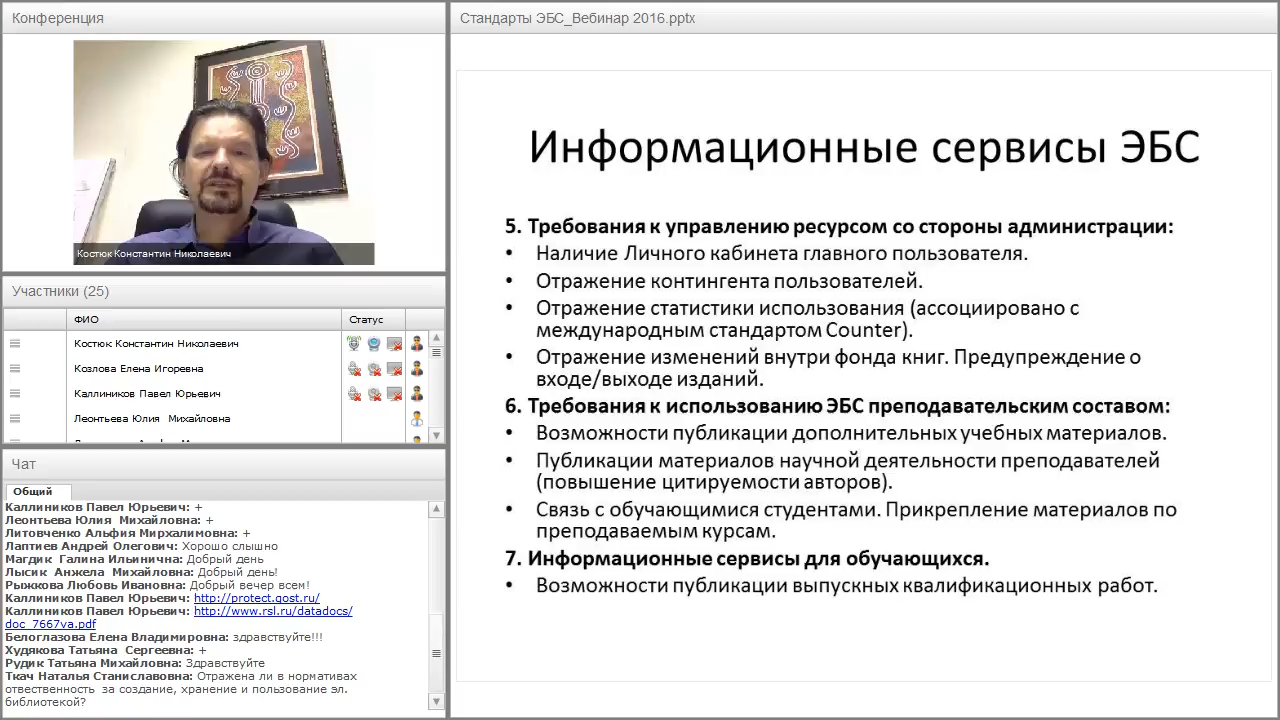 Конференция
Костюк Константин Николаевич
Участники (25)
ФИО
Статус
Костюк Константин Николаевич
Козлова Елена Игоревна
Каллиников Павел Юрьевич
Леонтьева Юлия Михайловна
Чат
Общий
Каллиников Павел Юрьевич: +
Леонтьева Юлия Михайловна: +
Литовченко Альфия Мирхалимовна: +
Лаптиев Андрей Олегович: Хорошо слышно
Магдик Галина Ильинична: Добрый день
Лысик Анжела Михайловна: Добрый день!
Рыжкова Любовь Ивановна: Добрый вечер всем!
Каллиников Павел Юрьевич: http://protect.gost.ru/
Каллиников Павел Юрьевич: http://www.rsl.ru/datadocs/
doc_7667va.pdf
Белоглазова Елена Владимировна: здравствуйте!!!
Худякова Татьяна Сергеевна: +
Рудик Татьяна Михайловна: Здравствуйте
Ткач Наталья Станиславовна: Отражена ли в нормативах
отвественность за создание, хранение и пользование эл.
библиотекой?
Стандарты ЭБС_Вебинар 2016.pptx
Информационные сервисы ЭБС
5. Требования к управлению ресурсом со стороны администрации:
• Наличие Личного кабинета главного пользователя.
• Отражение контингента пользователей.
• Отражение статистики использования (ассоциировано с
международным стандартом Counter).
• Отражение изменений внутри фонда книг. Предупреждение о
входе/выходе изданий.
6. Требования к использованию ЭБС преподавательским составом:
• Возможности публикации дополнительных учебных материалов.
• Публикации материалов научной деятельности преподавателей
(повышение цитируемости авторов).
• Связь с обучающимися студентами. Прикрепление материалов по
преподаваемым курсам.
7. Информационные сервисы для обучающихся.
• Возможности публикации выпускных квалификационных работ.